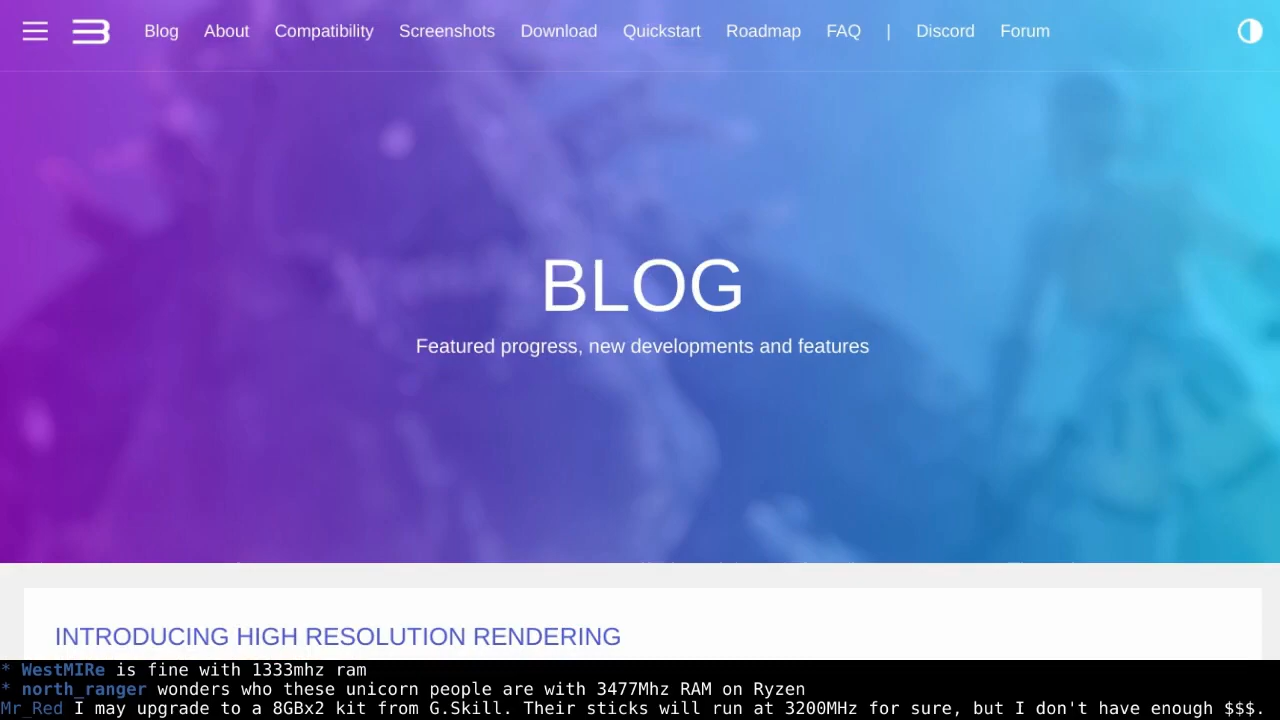 Blog About Compatibility Screenshots Download Quickstart Roadmap FAQ | Discord Forum
BLOG
Featured progress, new developments and features
INTRODUCING HIGH RESOLUTION RENDERING
* WestMIRe is fine with 1333mhz ram
* north_ranger wonders who these unicorn people are with 3477Mhz RAM on Ryzen
Mr_Red I may upgrade to a 8GBx2 kit from G.Skill. Their sticks will run at 3200MHz for sure, but I don't have enough $$$.